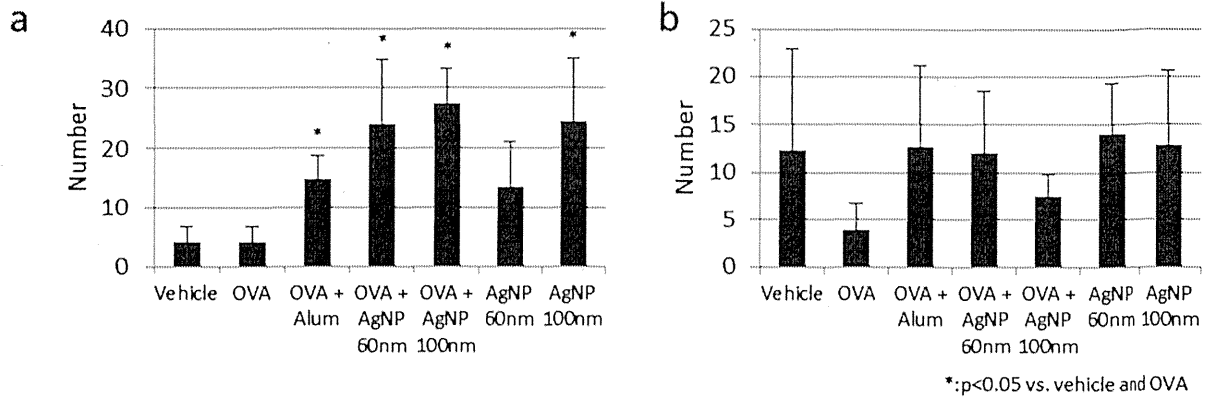 a
Number
40
30
20
10
0
* * * *
Vehicle OVA OVA + OVA + OVA + AgNP AgNP
Alum AgNP AgNP 60nm 100nm
60nm 100nm
b
Number
25
20
15
10
5
0
Vehicle OVA OVA + OVA + OVA + AgNP AgNP
Alum AgNP AgNP 60nm 100nm
60nm 100nm
*:p<0.05 vs. vehicle and OVA